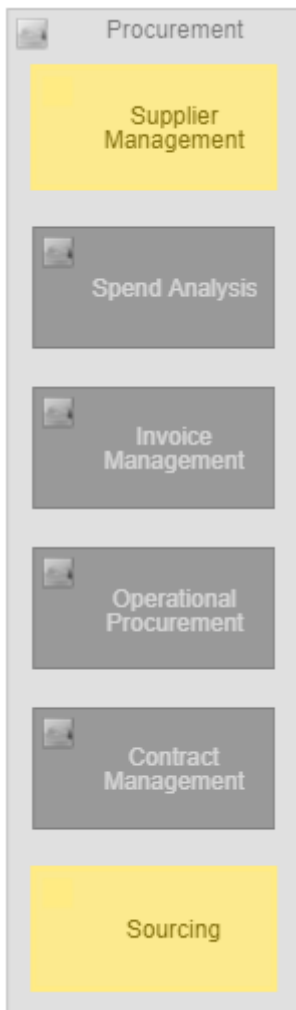 Procurement
Supplier
Management
Spend Analysis
Invoice
Management
Operational
Procurement
Contract
Management
Sourcing